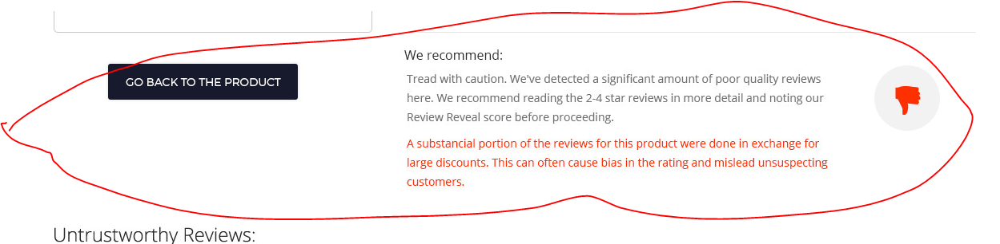 We recommend:
GO BACK TO THE PRODUCT
Tread with caution. We've detected a significant amount of poor quality reviews
here. We recommend reading the 2-4 star reviews in more detail and noting our
Review Reveal score before proceeding.
A substancial portion of the reviews for this product were done in exchange for
large discounts. This can often cause bias in the rating and mislead unsuspecting
customers.
Untrustworthy Reviews: